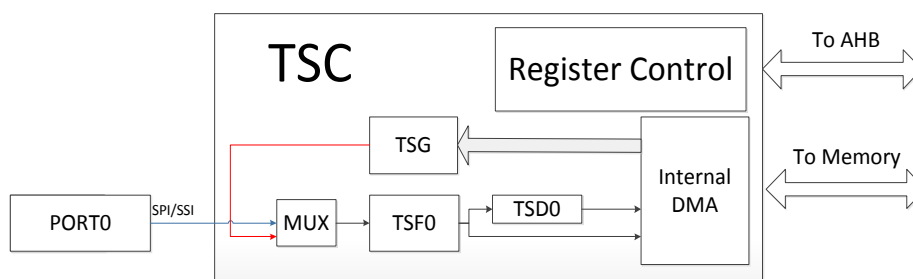 TSC
Register Control
To AHB
TSG
To Memory
Internal
DMA
PORT0
SPI/SSI
MUX
TSF0
TSD0